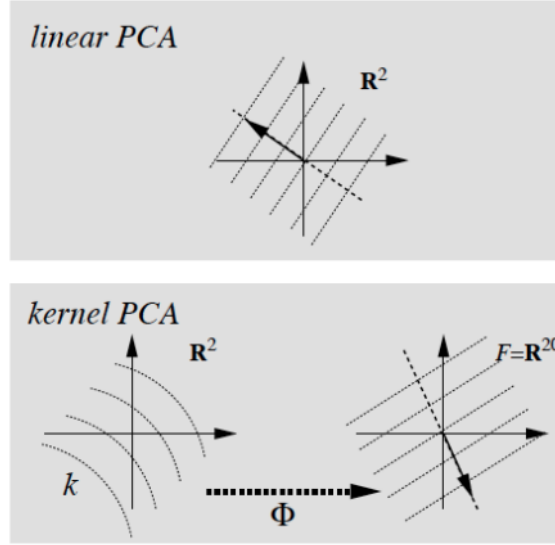 linear PCA
R²
kernel PCA
R²
F=R²⁰
k
Φ